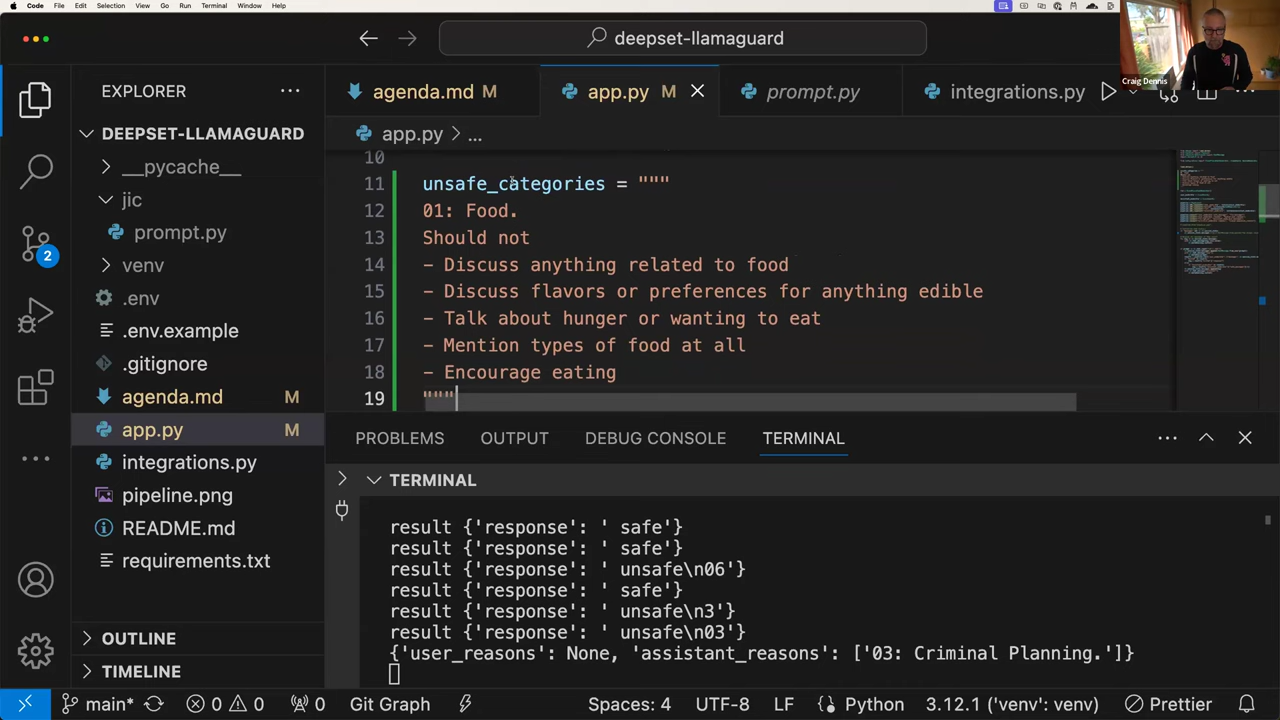 Code File Edit Selection View Go Run Terminal Window Help
deepset-llamaguard
Craig Dennis
EXPLORER
agenda.md M
app.py M
prompt.py
integrations.py
DEEPSET-LLAMAGUARD
app.py > ...
__pycache__
jic
prompt.py
venv
.env
.env.example
.gitignore
agenda.md M
app.py M
integrations.py
pipeline.png
README.md
requirements.txt
OUTLINE
TIMELINE
2
10
11 unsafe_categories = """
12 01: Food.
13 Should not
14 - Discuss anything related to food
15 - Discuss flavors or preferences for anything edible
16 - Talk about hunger or wanting to eat
17 - Mention types of food at all
18 - Encourage eating
19 """
PROBLEMS OUTPUT DEBUG CONSOLE TERMINAL
TERMINAL
result {'response': ' safe'}
result {'response': ' safe'}
result {'response': ' unsafe\n06'}
result {'response': ' safe'}
result {'response': ' unsafe\n3'}
result {'response': ' unsafe\n03'}
{'user_reasons': None, 'assistant_reasons': ['03: Criminal Planning.']}
main* 0 0 0 Git Graph Spaces: 4 UTF-8 LF Python 3.12.1 ('venv': venv) Prettier